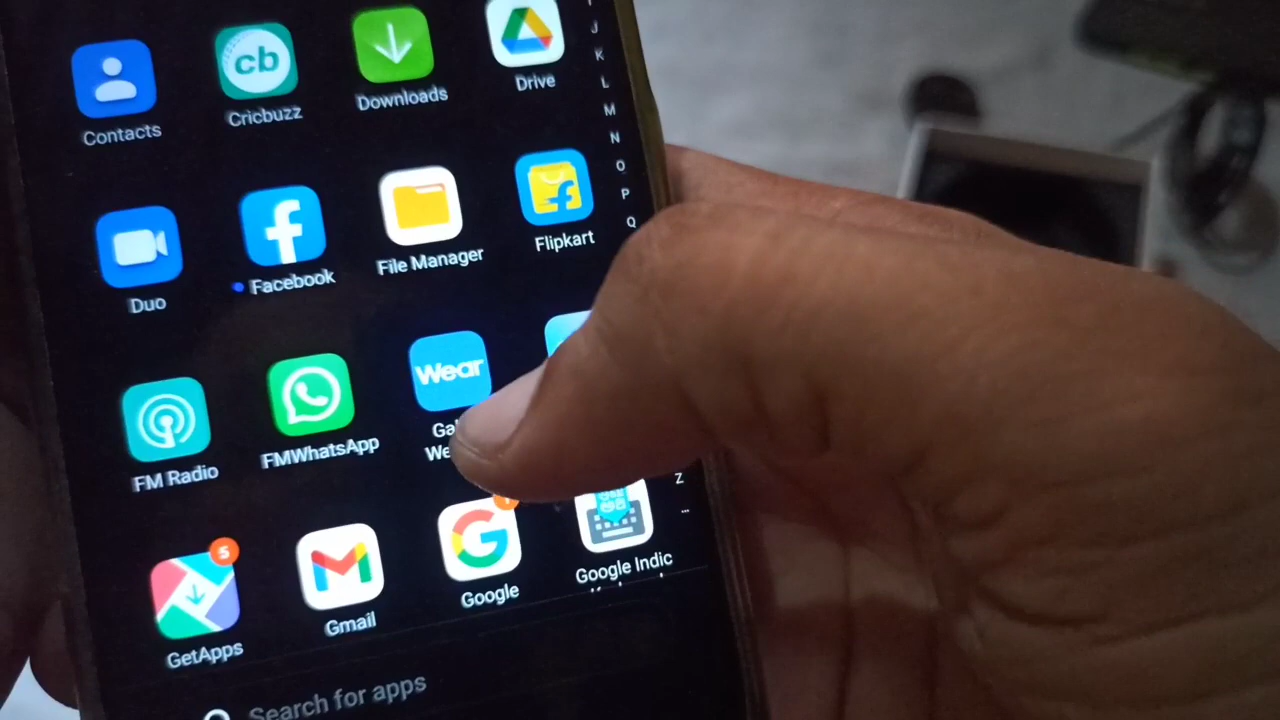 cb
Contacts
Cricbuzz
Downloads
Drive
J
K
L
M
N
O
P
Q
Duo
Facebook
File Manager
Flipkart
Wear
FM Radio
FMWhatsApp
Z
...
5
GetApps
Gmail
Google
Google Indic
Search for apps